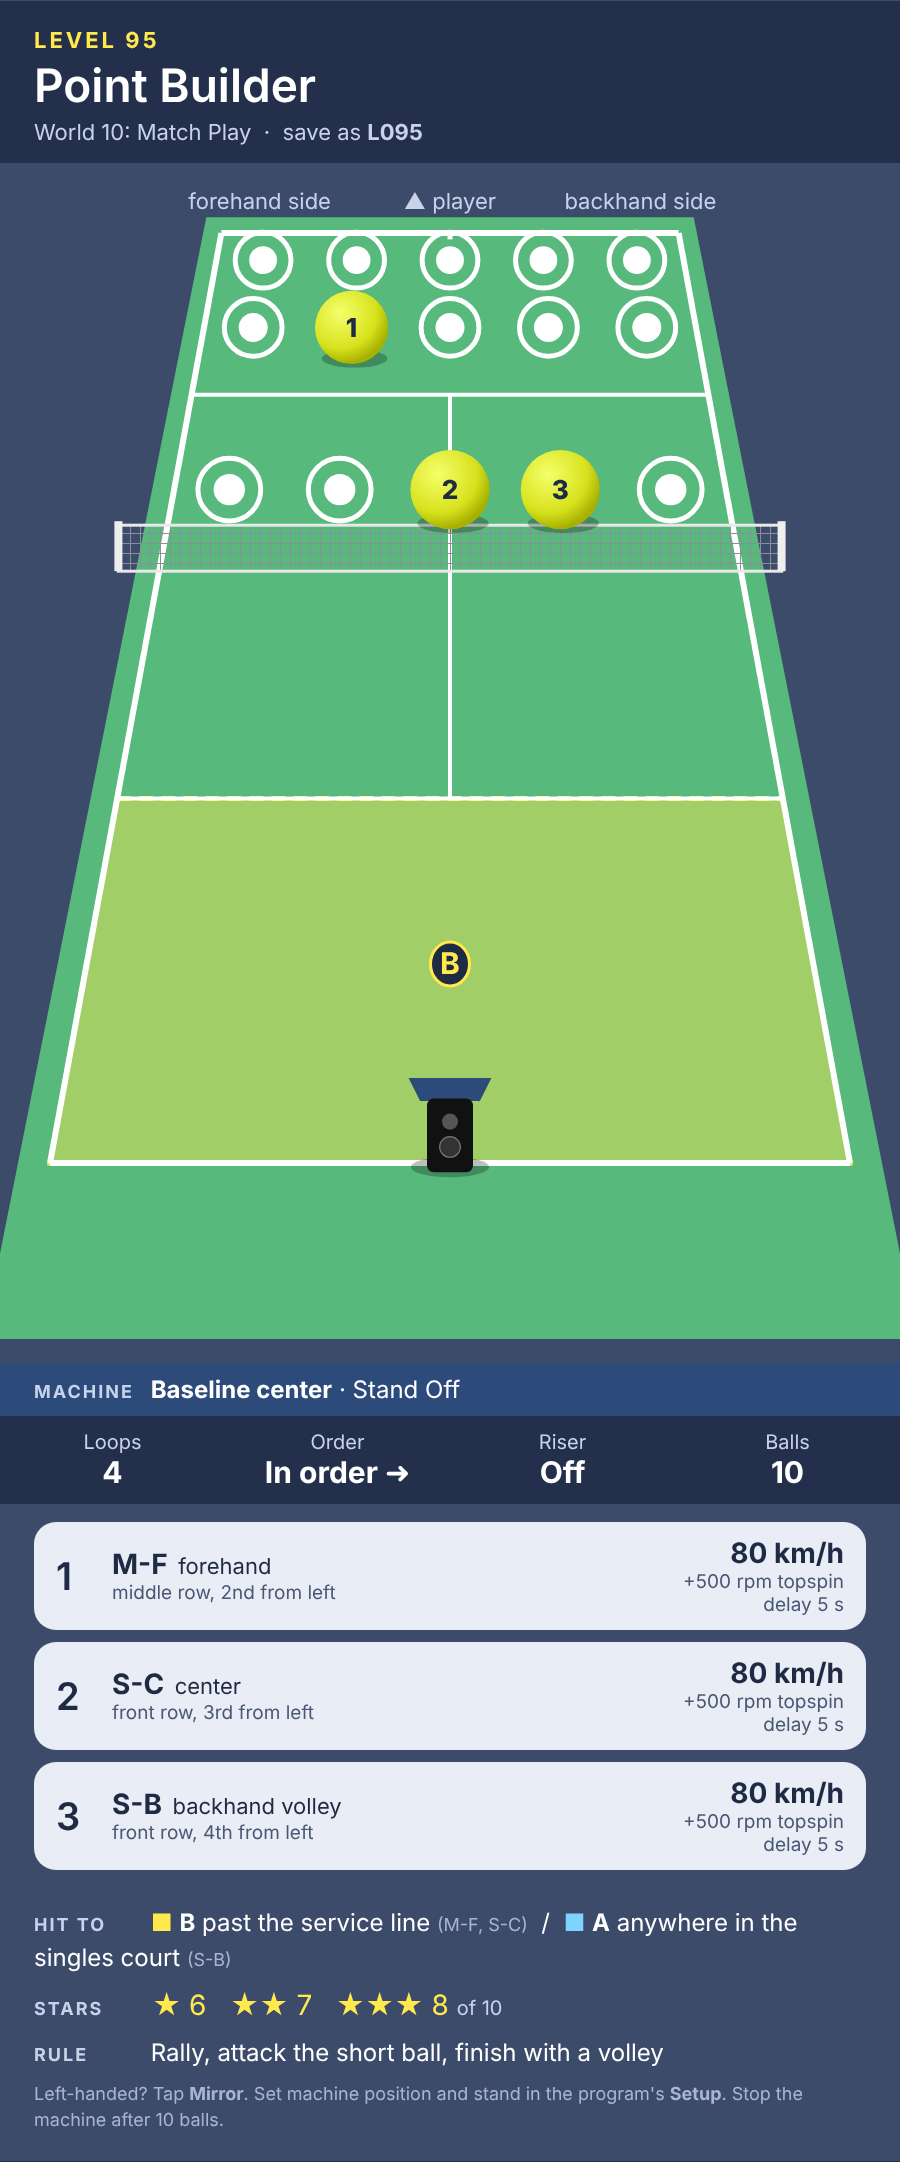 LEVEL 95
Point Builder
World 10: Match Play · save as L095
forehand side ▲ player backhand side
1
2 3
B
MACHINE Baseline center · Stand Off
Loops Order Riser Balls
4 In order ➜ Off 10
1 M-F forehand 80 km/h
middle row, 2nd from left +500 rpm topspin
delay 5 s
2 S-C center 80 km/h
front row, 3rd from left +500 rpm topspin
delay 5 s
3 S-B backhand volley 80 km/h
front row, 4th from left +500 rpm topspin
delay 5 s
HIT TO ■ B past the service line (M-F, S-C) / ■ A anywhere in the
singles court (S-B)
STARS ★ 6 ★★ 7 ★★★ 8 of 10
RULE Rally, attack the short ball, finish with a volley
Left-handed? Tap Mirror. Set machine position and stand in the program's Setup. Stop the
machine after 10 balls.